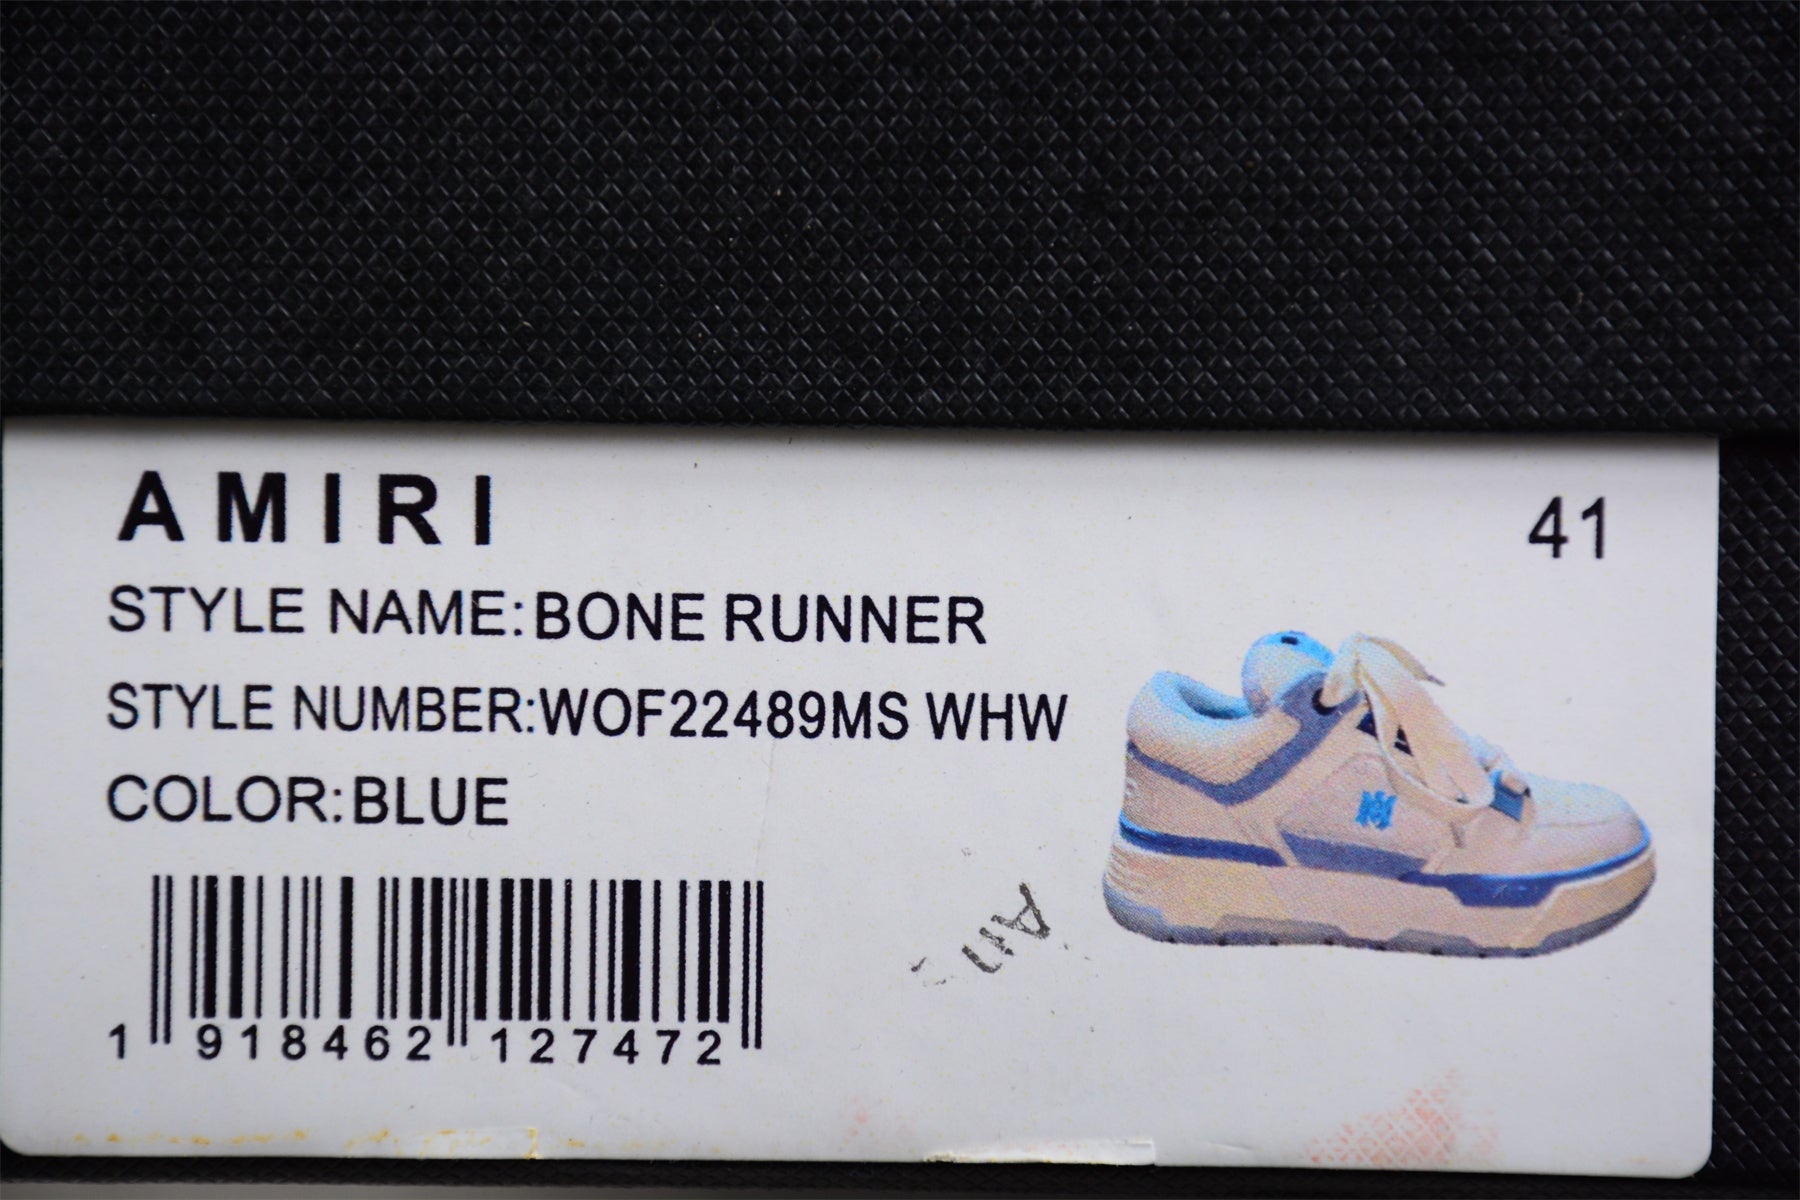 AMIRI
41
STYLE NAME:BONE RUNNER
STYLE NUMBER:WOF22489MS WHW
COLOR:BLUE
1 918462 127472